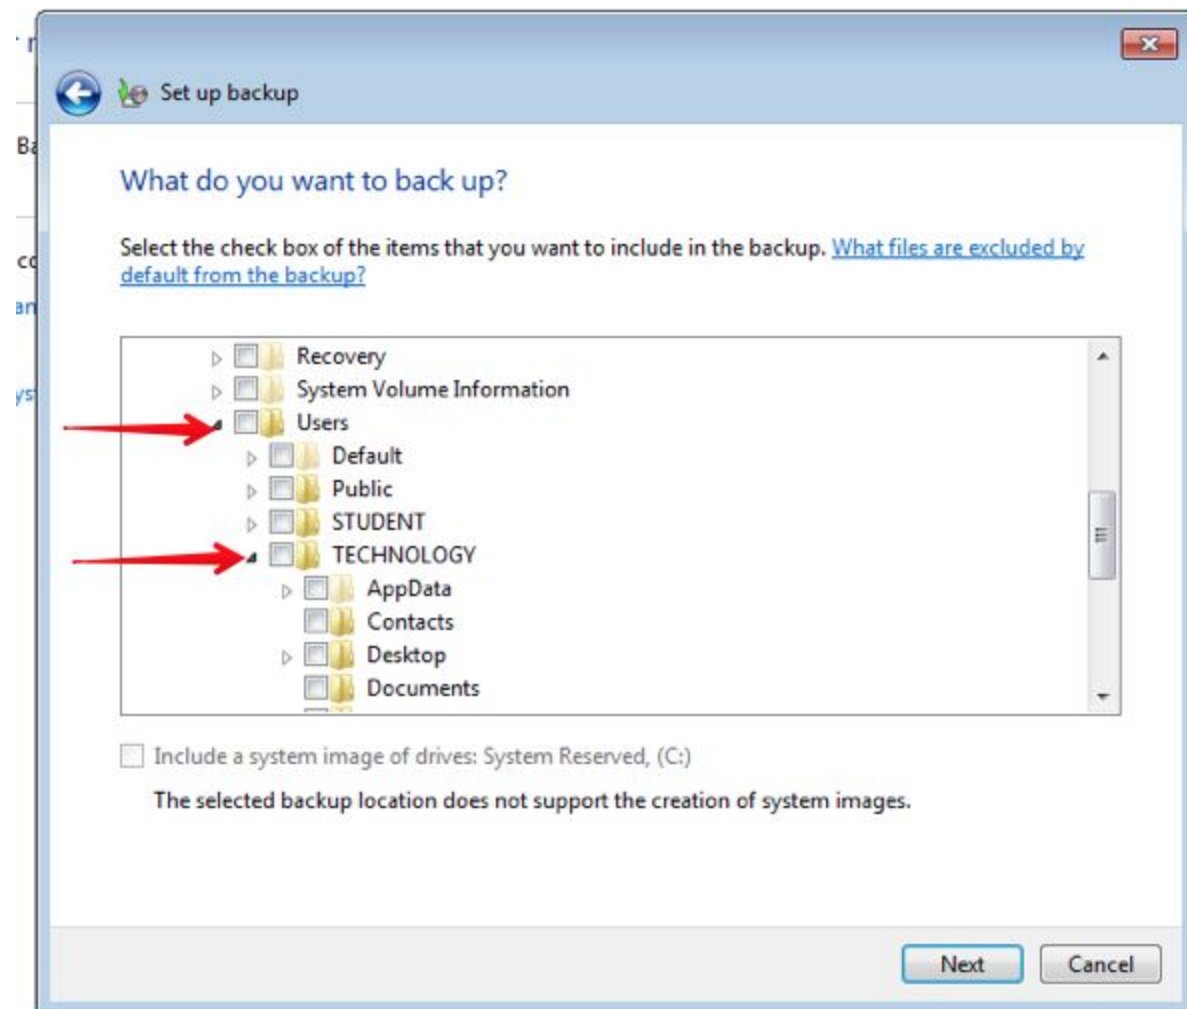 Set up backup
What do you want to back up?
Select the check box of the items that you want to include in the backup. What files are excluded by
default from the backup?
Recovery
System Volume Information
Users
Default
Public
STUDENT
TECHNOLOGY
AppData
Contacts
Desktop
Documents
Include a system image of drives: System Reserved, (C:)
The selected backup location does not support the creation of system images.
Next
Cancel